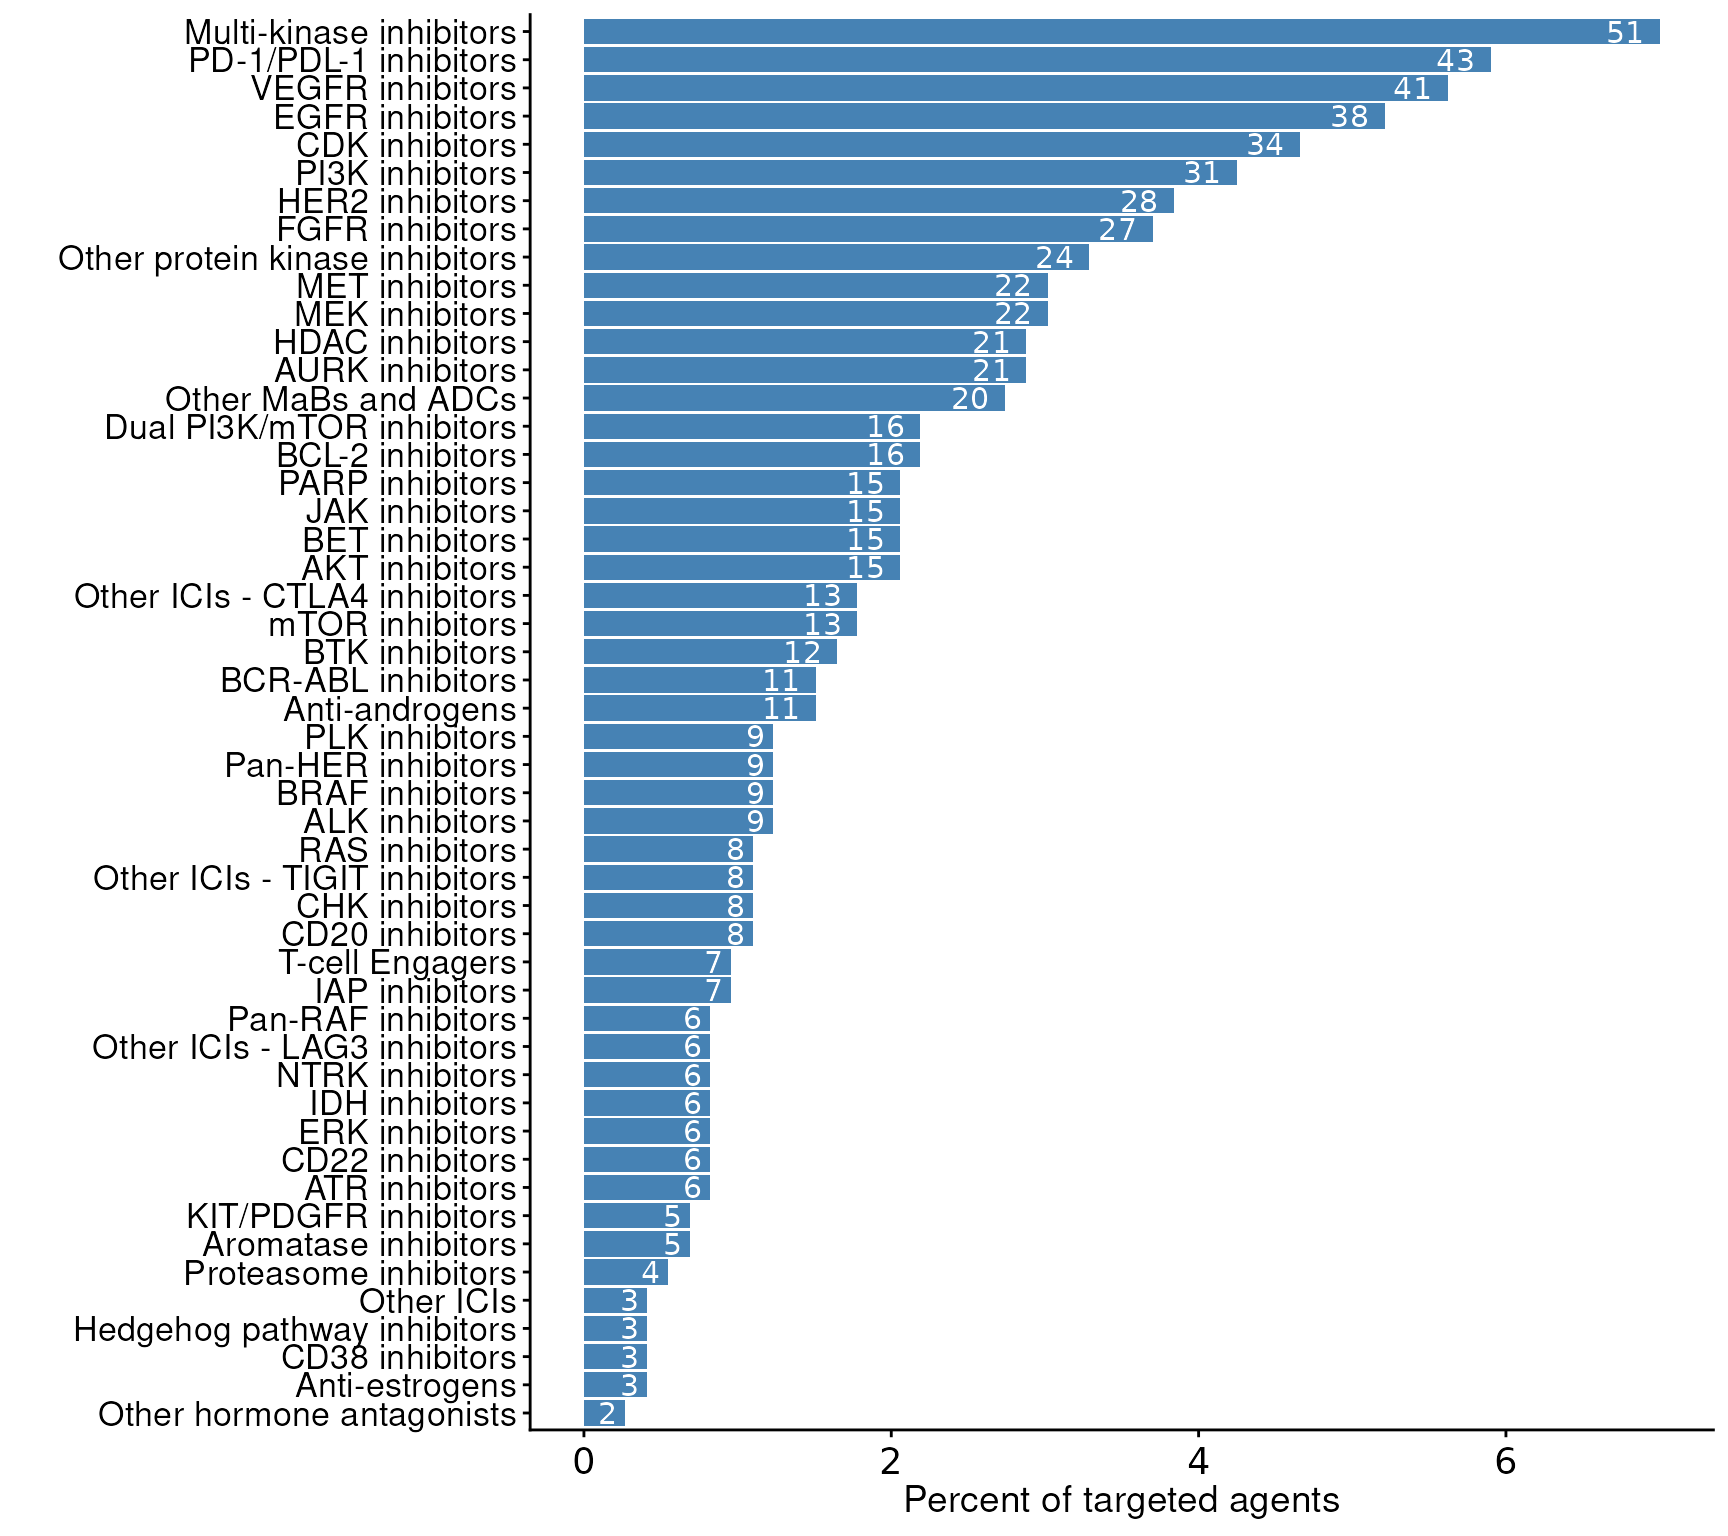 Multi-kinase inhibitors 51
PD-1/PDL-1 inhibitors 43
VEGFR inhibitors 41
EGFR inhibitors 38
CDK inhibitors 34
PI3K inhibitors 31
HER2 inhibitors 28
FGFR inhibitors 27
Other protein kinase inhibitors 24
MET inhibitors 22
MEK inhibitors 22
HDAC inhibitors 21
AURK inhibitors 21
Other MaBs and ADCs 20
Dual PI3K/mTOR inhibitors 16
BCL-2 inhibitors 16
PARP inhibitors 15
JAK inhibitors 15
BET inhibitors 15
AKT inhibitors 15
Other ICIs - CTLA4 inhibitors 13
mTOR inhibitors 13
BTK inhibitors 12
BCR-ABL inhibitors 11
Anti-androgens 11
PLK inhibitors 9
Pan-HER inhibitors 9
BRAF inhibitors 9
ALK inhibitors 9
RAS inhibitors 8
Other ICIs - TIGIT inhibitors 8
CHK inhibitors 8
CD20 inhibitors 8
T-cell Engagers 7
IAP inhibitors 7
Pan-RAF inhibitors 6
Other ICIs - LAG3 inhibitors 6
NTRK inhibitors 6
IDH inhibitors 6
ERK inhibitors 6
CD22 inhibitors 6
ATR inhibitors 6
KIT/PDGFR inhibitors 5
Aromatase inhibitors 5
Proteasome inhibitors 4
Other ICIs 3
Hedgehog pathway inhibitors 3
CD38 inhibitors 3
Anti-estrogens 3
Other hormone antagonists 2
0 2 4 6
Percent of targeted agents